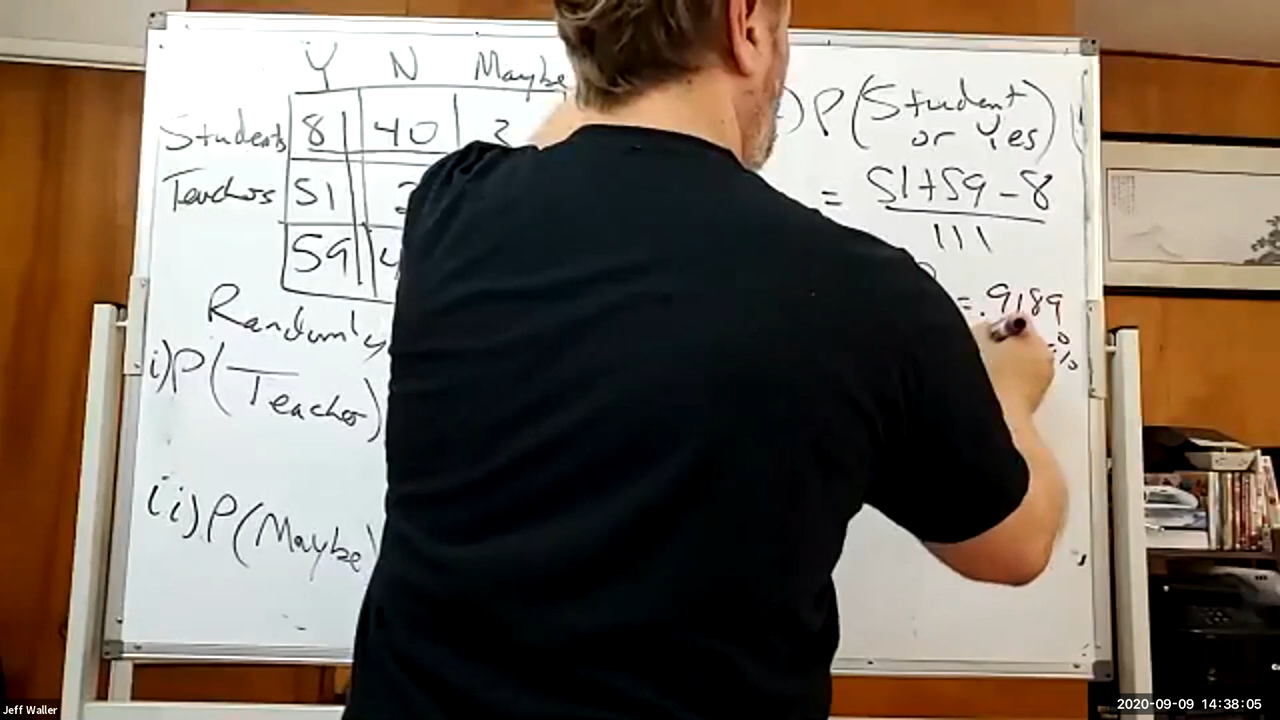 Y N Maybe
Students 8 40 3
Teachers 51 2
59 4
Randomly
i) P(Teacher)
ii) P(Maybe
) P(Student or Yes)
= 51+59-8
111
= .9189
%
Jeff Waller
2020-09-09 14:38:05